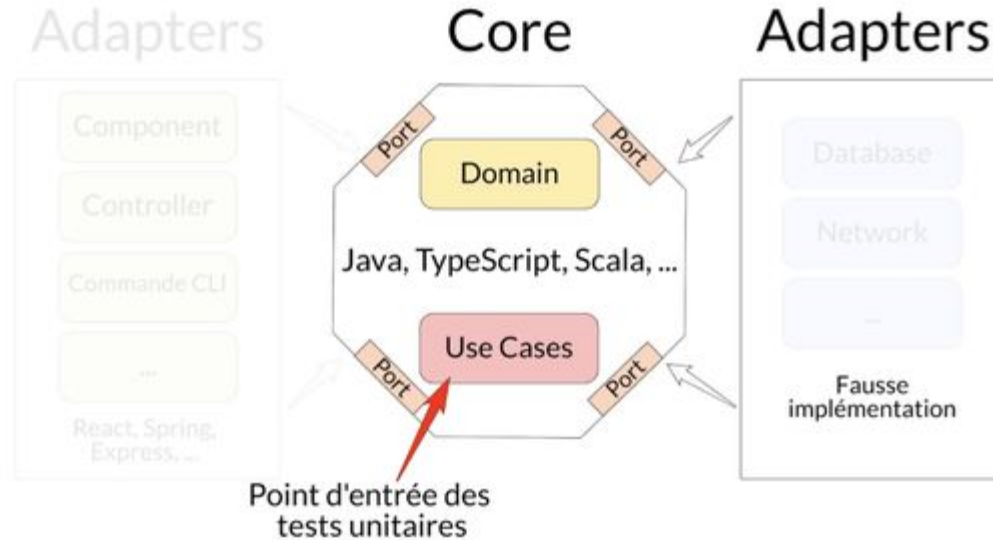 Adapters
Core
Adapters
Component
Controller
Commande CLI
...
React, Spring,
Express, ...
Port
Port
Domain
Java, TypeScript, Scala, ...
Use Cases
Port
Port
Database
Network
...
Fausse
implémentation
Point d'entrée des
tests unitaires